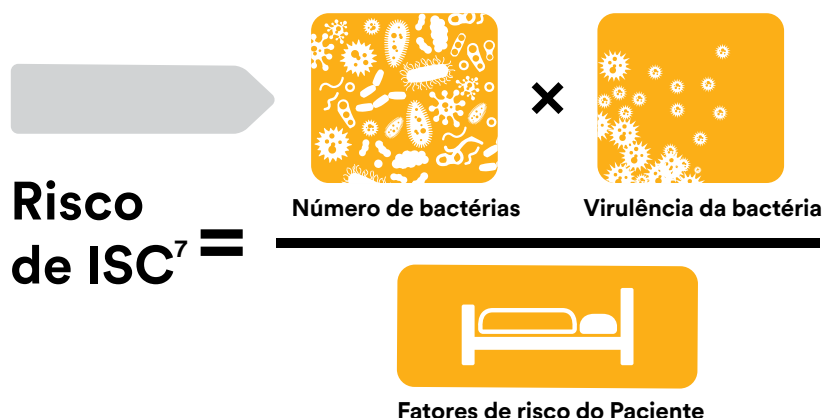 Número de bactérias × Virulência da bactéria
Risco
de ISC⁷ =
Fatores de risco do Paciente